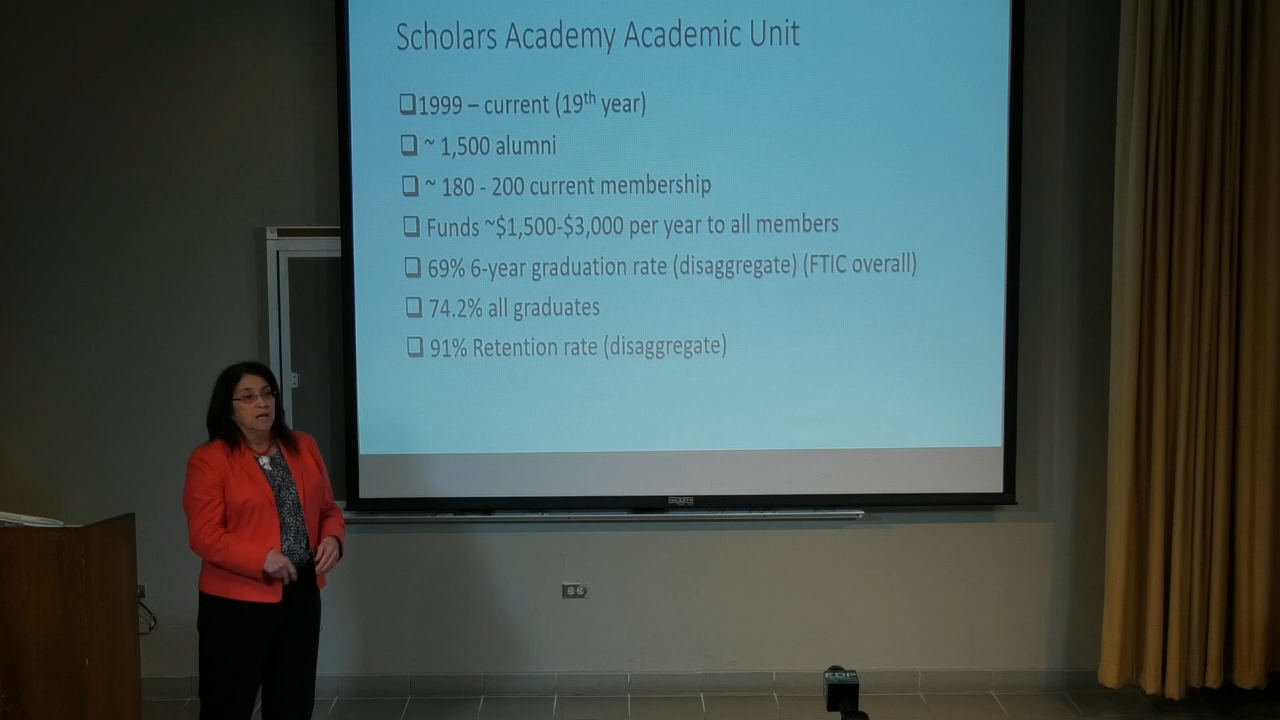 Scholars Academy Academic Unit
1999 – current (19th year)
~ 1,500 alumni
~ 180 - 200 current membership
Funds ~$1,500-$3,000 per year to all members
69% 6-year graduation rate (disaggregate) (FTIC overall)
74.2% all graduates
91% Retention rate (disaggregate)